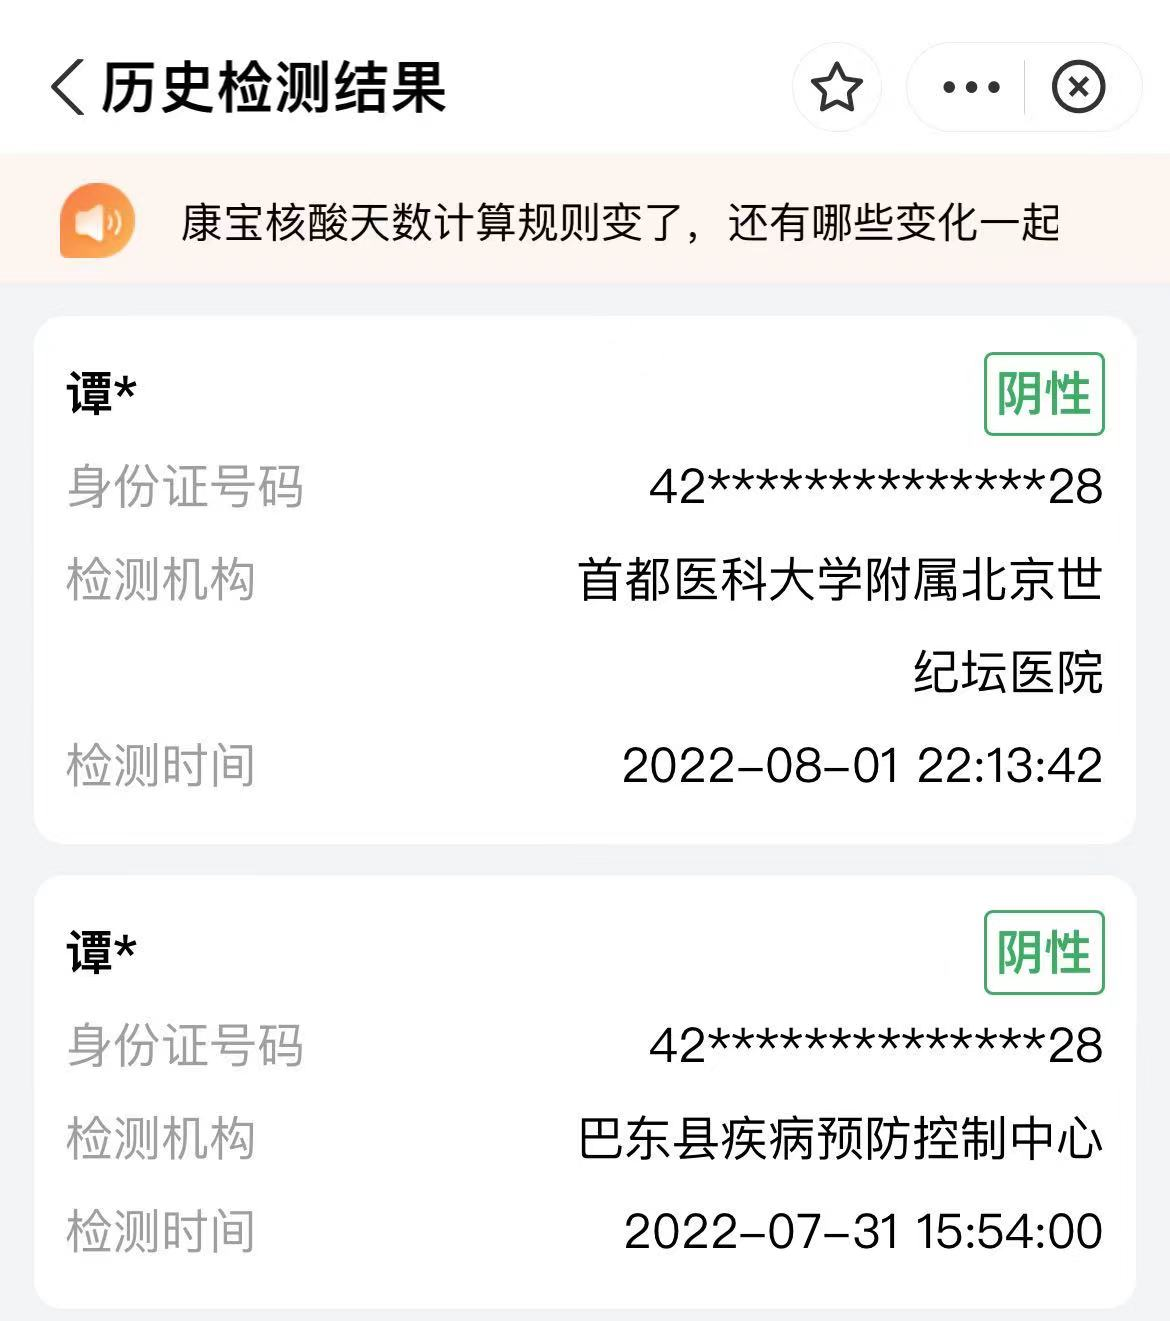 历史检测结果
康宝核酸天数计算规则变了，还有哪些变化一起
谭*
阴性
身份证号码
42**************28
检测机构
首都医科大学附属北京世
纪坛医院
检测时间
2022-08-01 22:13:42
谭*
阴性
身份证号码
42**************28
检测机构
巴东县疾病预防控制中心
检测时间
2022-07-31 15:54:00